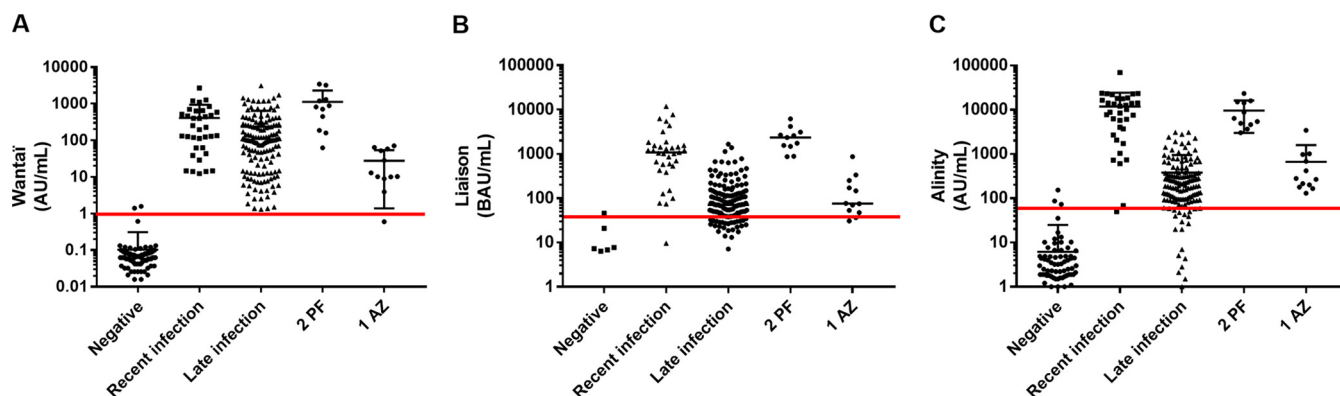 A
Wantaï
(AU/mL)
10000
1000
100
10
1
0.1
0.01
Negative
Recent infection
Late infection
2 PF
1 AZ
B
Liaison
(BAU/mL)
100000
10000
1000
100
10
1
Negative
Recent infection
Late infection
2 PF
1 AZ
C
Alinity
(AU/mL)
100000
10000
1000
100
10
1
Negative
Recent infection
Late infection
2 PF
1 AZ